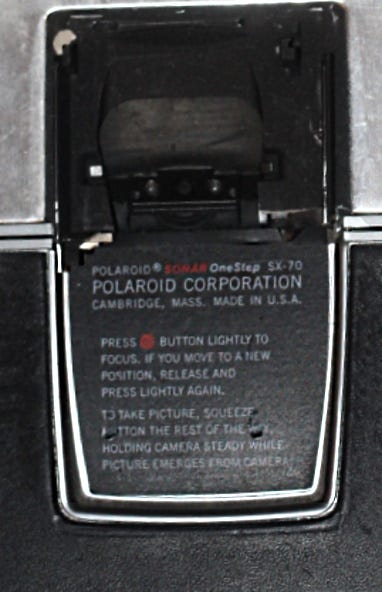 POLAROID® SONAR OneStep SX-70
POLAROID CORPORATION
CAMBRIDGE, MASS. MADE IN U.S.A.
PRESS BUTTON LIGHTLY TO
FOCUS. IF YOU MOVE TO A NEW
POSITION, RELEASE AND
PRESS LIGHTLY AGAIN.
TO TAKE PICTURE, SQUEEZE
BUTTON THE REST OF THE WAY,
HOLDING CAMERA STEADY WHILE
PICTURE EMERGES FROM CAMERA.